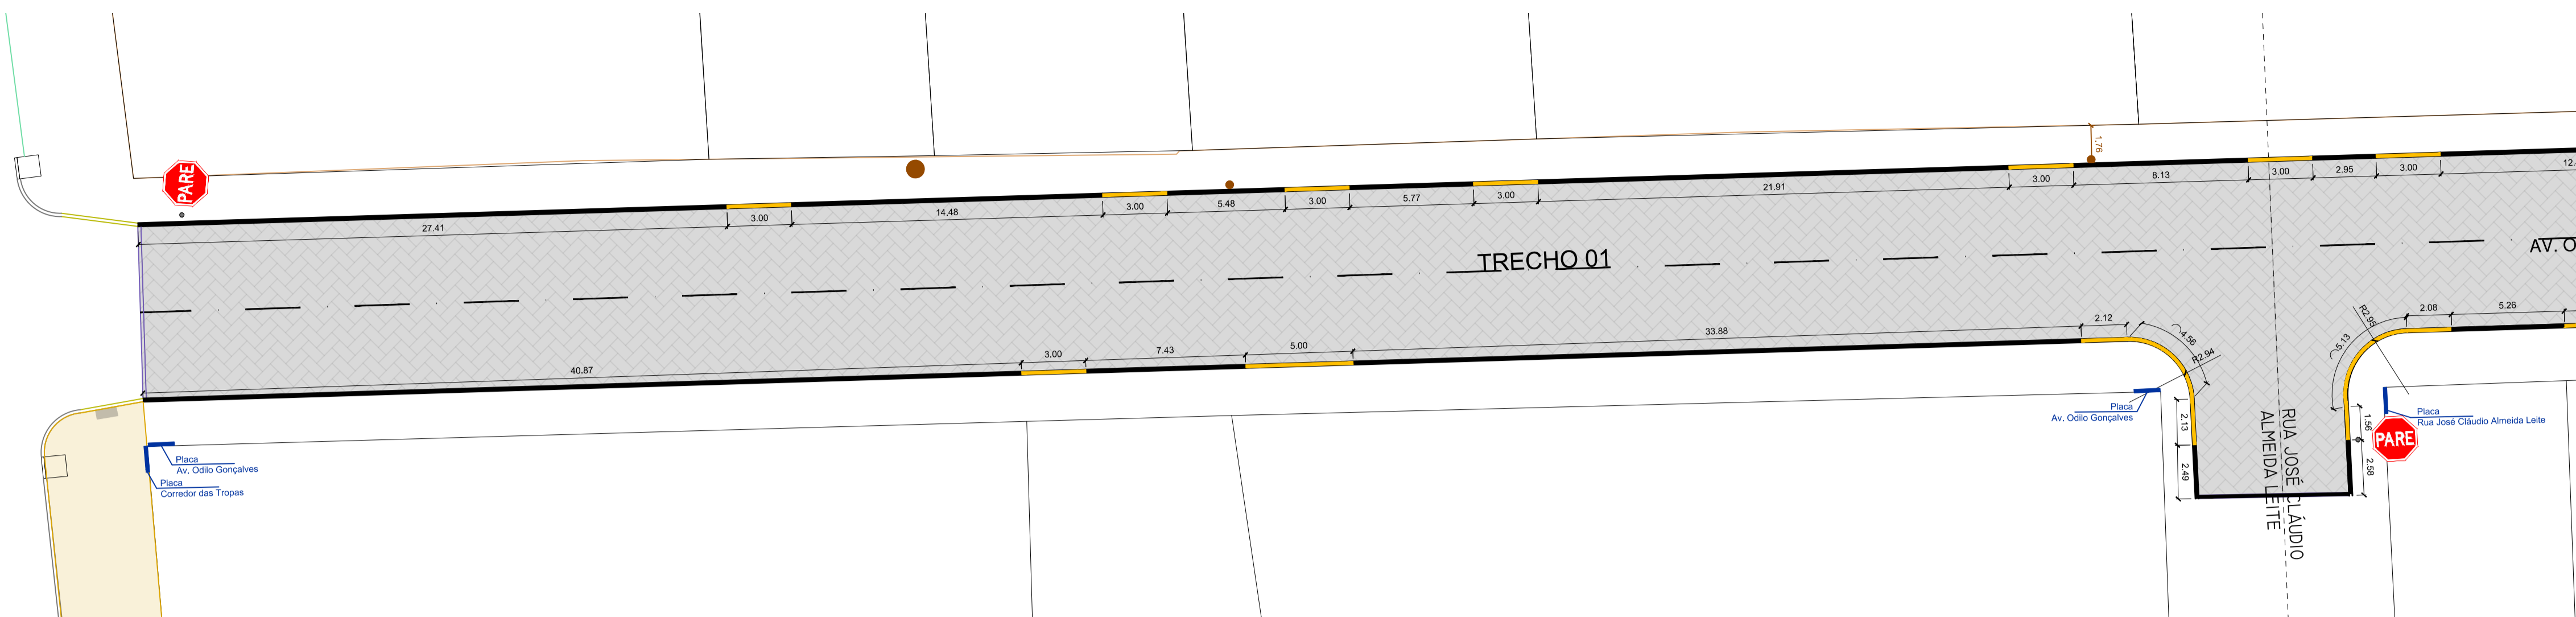 PARE
1.76
27.41
3.00
14.48
3.00
5.48
3.00
5.77
3.00
21.91
3.00
8.13
3.00
2.95
3.00
TRECHO 01
40.87
3.00
7.43
5.00
33.88
2.12
4.56
R2.94
2.13
2.49
R2.95
5.13
2.08
5.26
1.56
2.58
Placa
Av. Odilo Gonçalves
Placa
Corredor das Tropas
Placa
Av. Odilo Gonçalves
RUA JOSÉ CLÁUDIO
ALMEIDA LEITE
Placa
Rua José Cláudio Almeida Leite
PARE